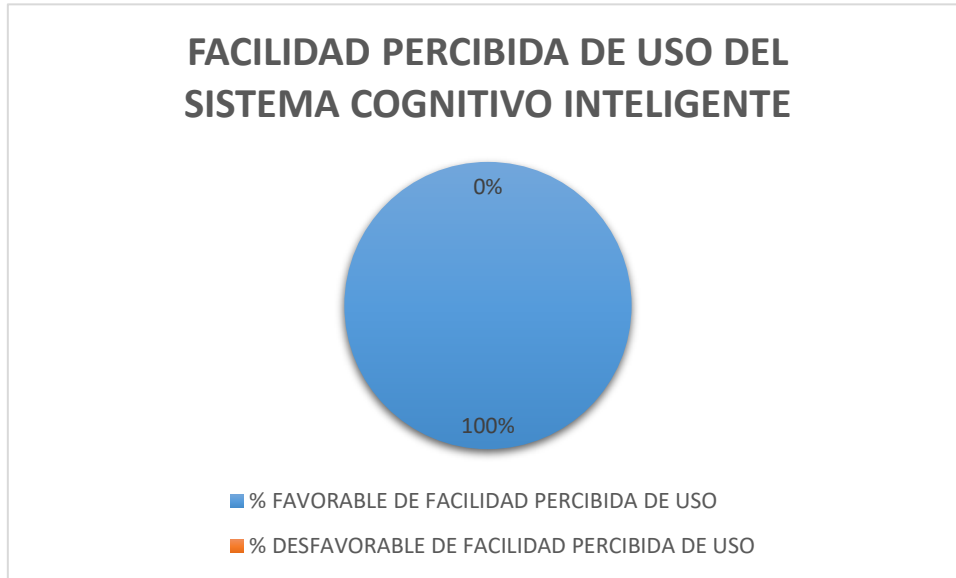 FACILIDAD PERCIBIDA DE USO DEL
SISTEMA COGNITIVO INTELIGENTE
0%
100%
% FAVORABLE DE FACILIDAD PERCIBIDA DE USO
% DESFAVORABLE DE FACILIDAD PERCIBIDA DE USO